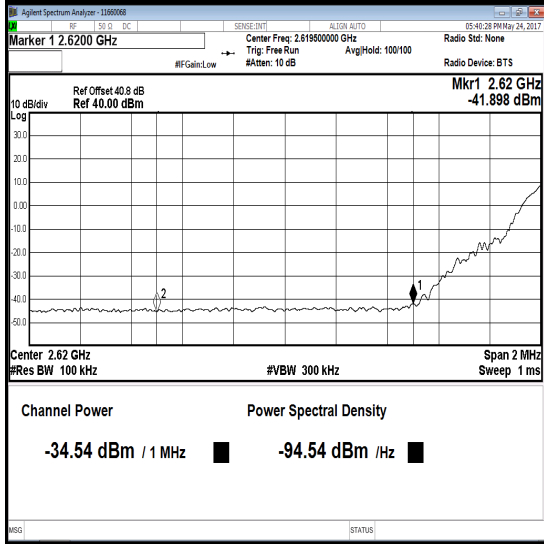 Agilent Spectrum Analyzer - 11660068
LXI RF 50 Ω DC SENSE:INT ALIGN AUTO 05:40:28 PM May 24, 2017
Marker 1 2.6200 GHz
Center Freq: 2.619500000 GHz
Radio Std: None
Trig: Free Run
Avg|Hold: 100/100
#IFGain:Low
#Atten: 10 dB
Radio Device: BTS
Mkr1 2.62 GHz
-41.898 dBm
Ref Offset 40.8 dB
10 dB/div Ref 40.00 dBm
Log
30.0
20.0
10.0
0.00
-10.0
-20.0
-30.0
-40.0
-50.0
2
1
Center 2.62 GHz Span 2 MHz
#Res BW 100 kHz #VBW 300 kHz Sweep 1 ms
Channel Power Power Spectral Density
-34.54 dBm / 1 MHz -94.54 dBm /Hz
MSG STATUS